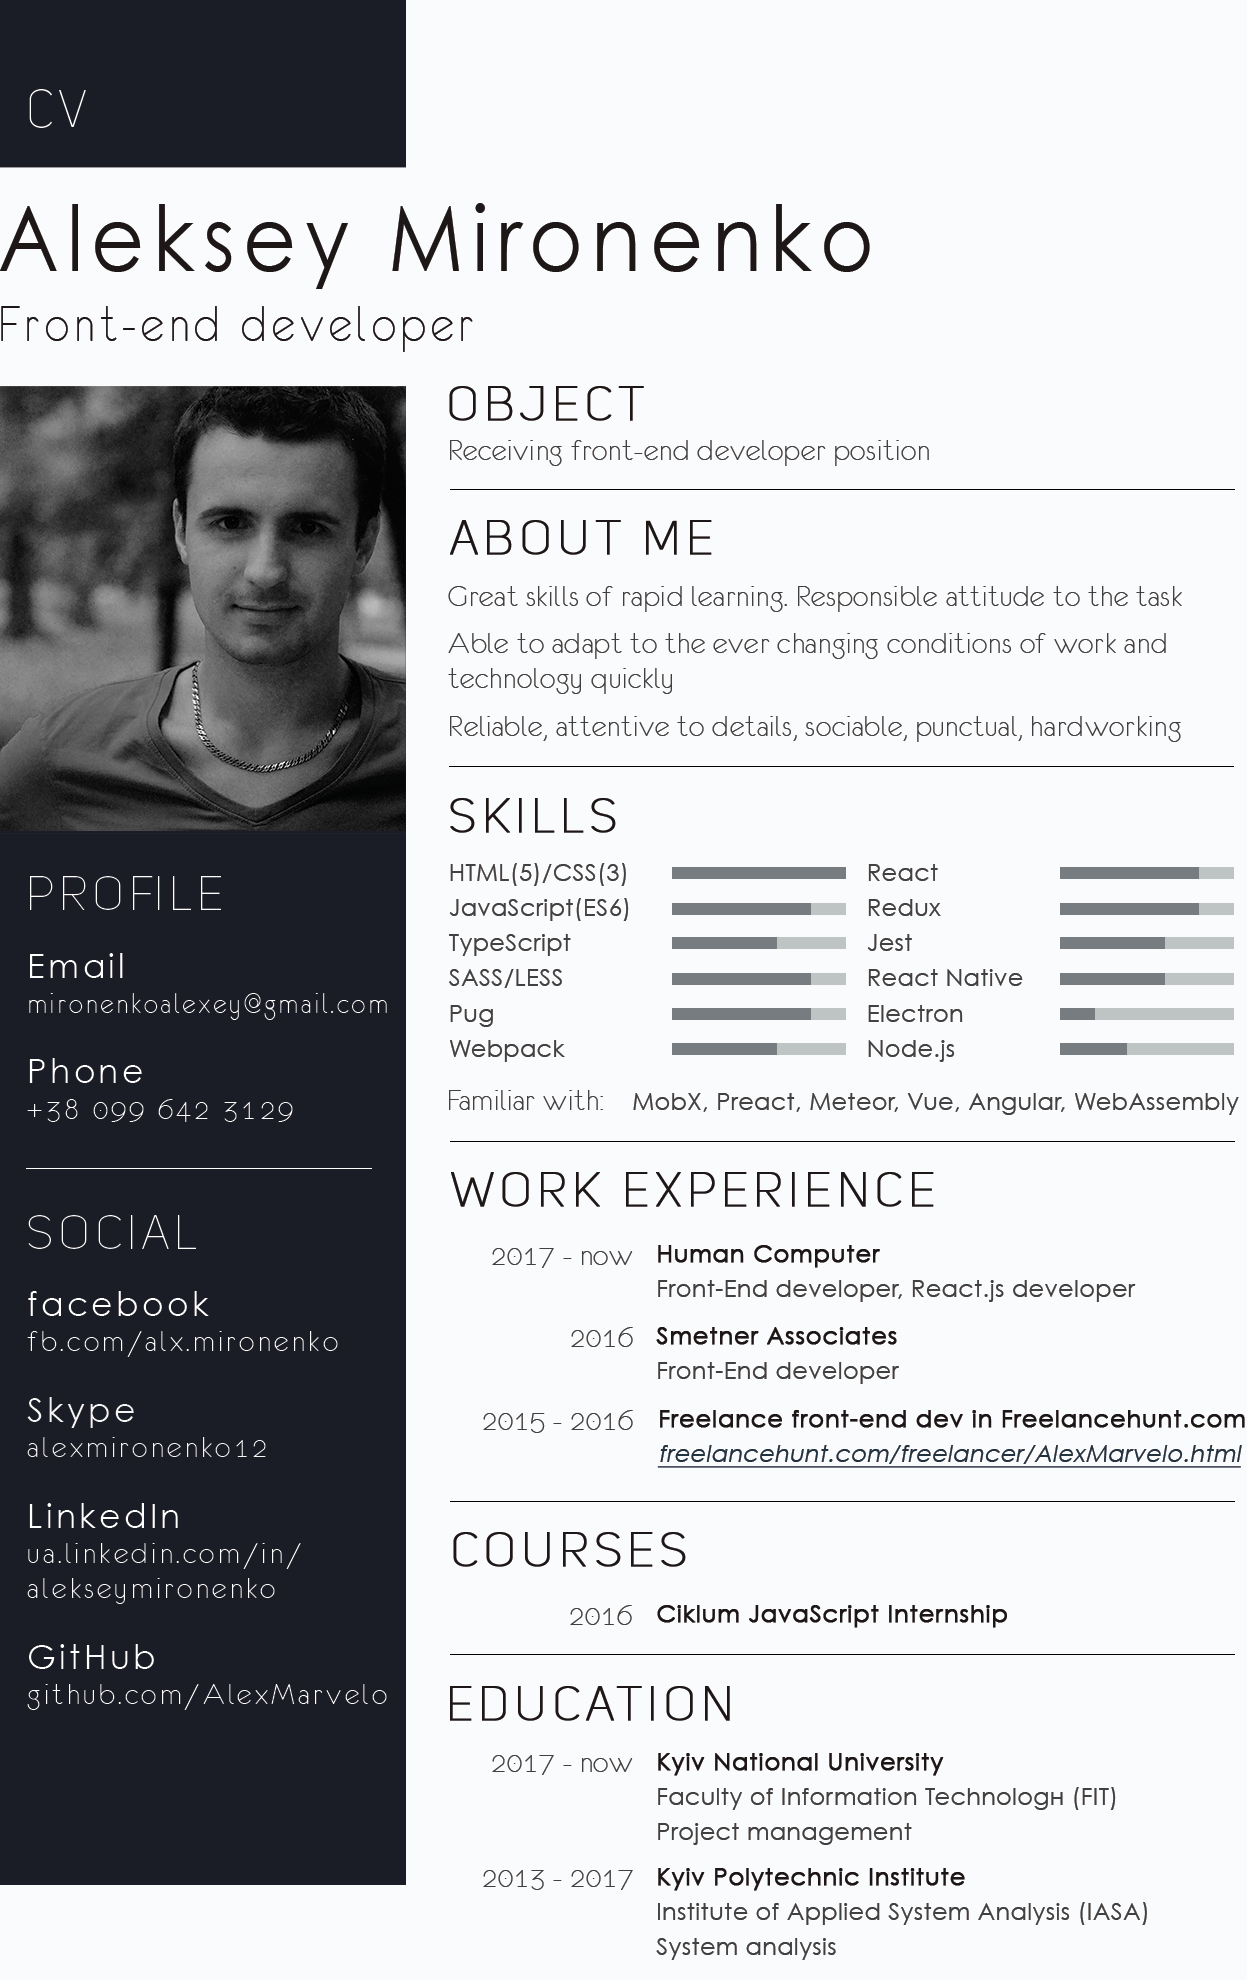 CV
Aleksey Mironenko
Front-end developer
PROFILE
Email
mironenkoalexey@gmail.com
Phone
+38 099 642 3129
SOCIAL
facebook
fb.com/alx.mironenko
Skype
alexmironenko12
LinkedIn
ua.linkedin.com/in/
alekseymironenko
GitHub
github.com/AlexMarvelo
OBJECT
Receiving front-end developer position
ABOUT ME
Great skills of rapid learning. Responsible attitude to the task
Able to adapt to the ever changing conditions of work and
technology quickly
Reliable, attentive to details, sociable, punctual, hardworking
SKILLS
HTML(5)/CSS(3) React
JavaScript(ES6) Redux
TypeScript Jest
SASS/LESS React Native
Pug Electron
Webpack Node.js
Familiar with: MobX, Preact, Meteor, Vue, Angular, WebAssembly
WORK EXPERIENCE
2017 - now Human Computer
Front-End developer, React.js developer
2016 Smetner Associates
Front-End developer
2015 - 2016 Freelance front-end dev in Freelancehunt.com
freelancehunt.com/freelancer/AlexMarvelo.html
COURSES
2016 Ciklum JavaScript Internship
EDUCATION
2017 - now Kyiv National University
Faculty of Information Technologн (FIT)
Project management
2013 - 2017 Kyiv Polytechnic Institute
Institute of Applied System Analysis (IASA)
System analysis